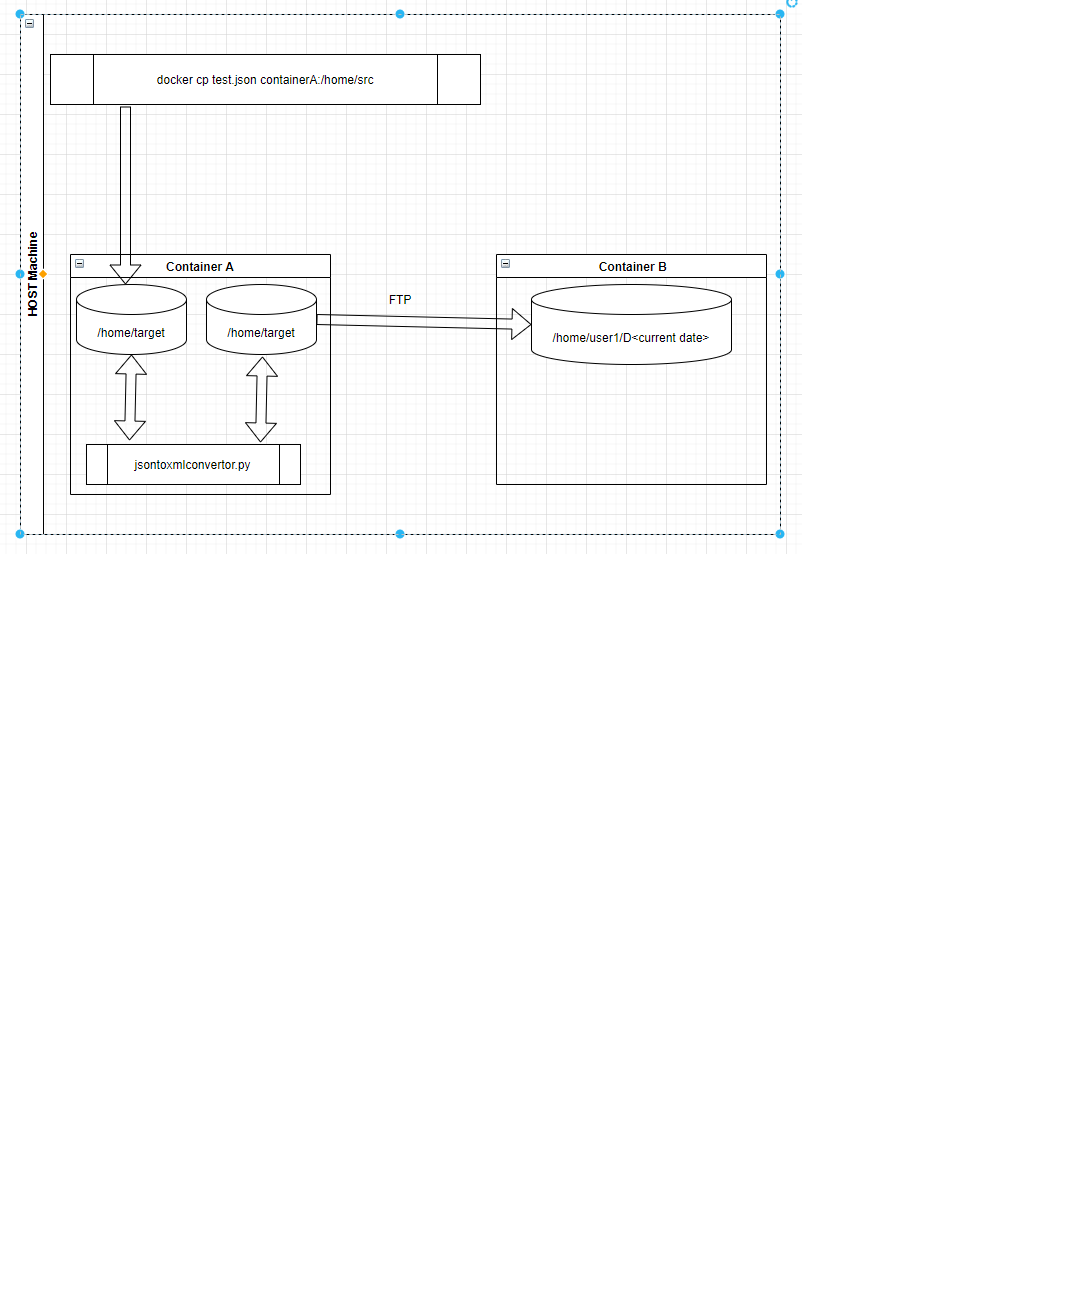 docker cp test.json containerA:/home/src
HOST Machine
Container A
Container B
FTP
/home/target
/home/target
/home/user1/D<current date>
jsontoxmlconvertor.py